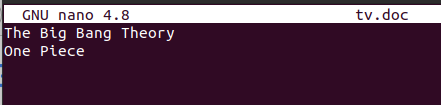 GNU nano 4.8 tv.doc
The Big Bang Theory
One Piece